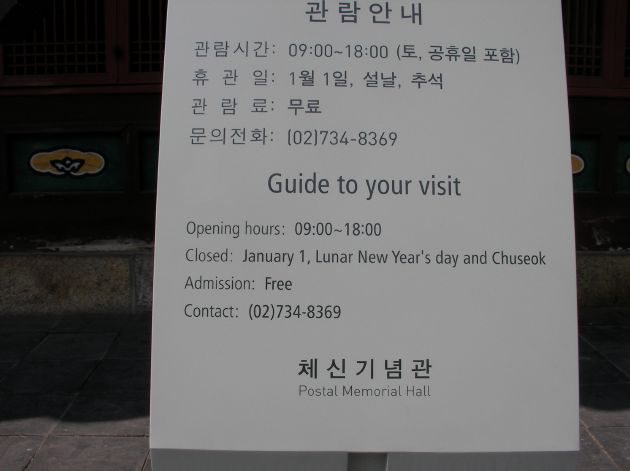 관람안내
관람시간: 09:00~18:00 (토, 공휴일 포함)
휴 관 일: 1월 1일, 설날, 추석
관 람 료: 무료
문의전화: (02)734-8369
Guide to your visit
Opening hours: 09:00~18:00
Closed: January 1, Lunar New Year's day and Chuseok
Admission: Free
Contact: (02)734-8369
체신기념관
Postal Memorial Hall